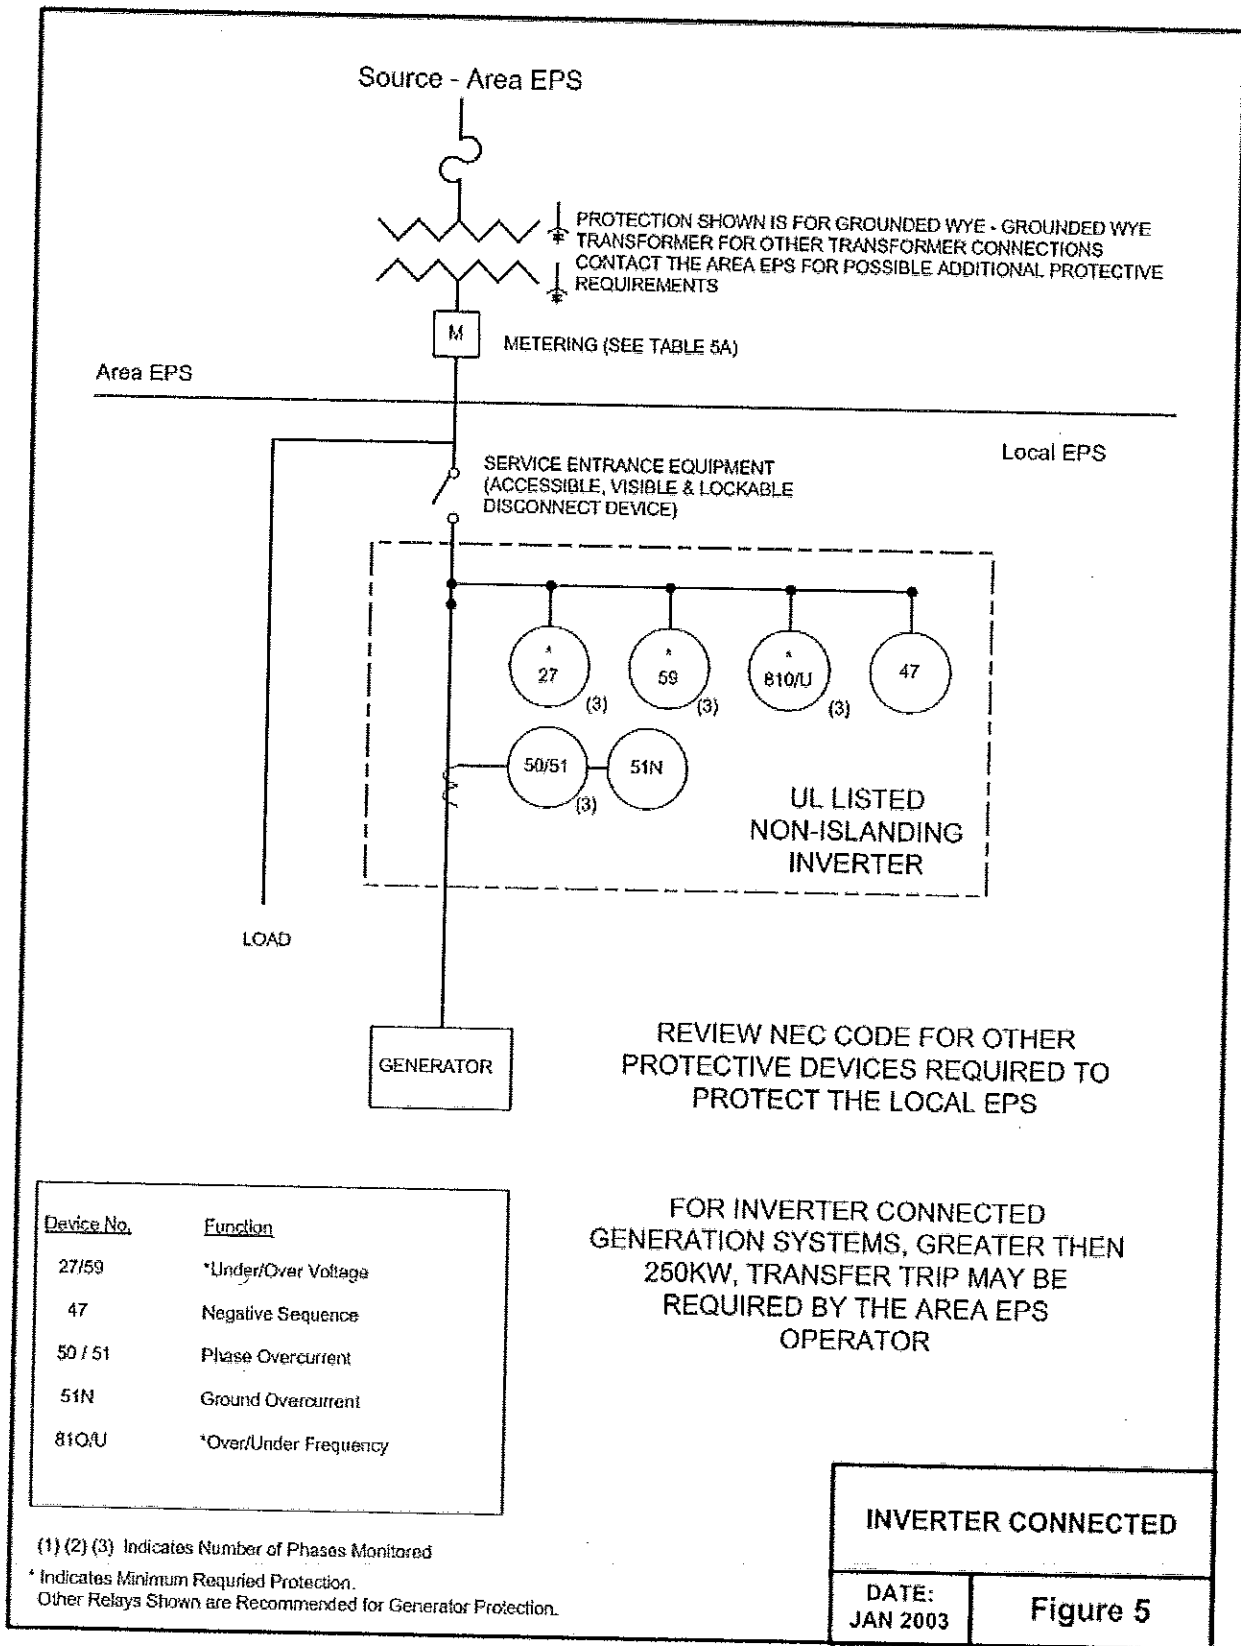 Source - Area EPS
PROTECTION SHOWN IS FOR GROUNDED WYE - GROUNDED WYE
TRANSFORMER FOR OTHER TRANSFORMER CONNECTIONS
CONTACT THE AREA EPS FOR POSSIBLE ADDITIONAL PROTECTIVE
REQUIREMENTS
M
METERING (SEE TABLE 5A)
Area EPS
Local EPS
SERVICE ENTRANCE EQUIPMENT
(ACCESSIBLE, VISIBLE & LOCKABLE
DISCONNECT DEVICE)
* 27 (3)
* 59 (3)
* 810/U (3)
47
50/51 (3)
51N
UL LISTED
NON-ISLANDING
INVERTER
LOAD
GENERATOR
REVIEW NEC CODE FOR OTHER
PROTECTIVE DEVICES REQUIRED TO
PROTECT THE LOCAL EPS
FOR INVERTER CONNECTED
GENERATION SYSTEMS, GREATER THEN
250KW, TRANSFER TRIP MAY BE
REQUIRED BY THE AREA EPS
OPERATOR
Device No. Function
27/59 *Under/Over Voltage
47 Negative Sequence
50 / 51 Phase Overcurrent
51N Ground Overcurrent
81O/U *Over/Under Frequency
(1) (2) (3) Indicates Number of Phases Monitored
* Indicates Minimum Requried Protection.
Other Relays Shown are Recommended for Generator Protection.
INVERTER CONNECTED
DATE:
JAN 2003
Figure 5